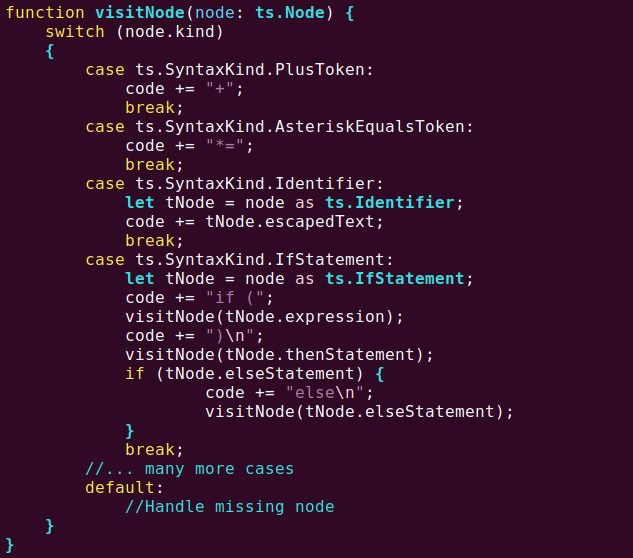 function visitNode(node: ts.Node) {
    switch (node.kind)
    {
        case ts.SyntaxKind.PlusToken:
            code += "+";
            break;
        case ts.SyntaxKind.AsteriskEqualsToken:
            code += "*=";
            break;
        case ts.SyntaxKind.Identifier:
            let tNode = node as ts.Identifier;
            code += tNode.escapedText;
            break;
        case ts.SyntaxKind.IfStatement:
            let tNode = node as ts.IfStatement;
            code += "if (";
            visitNode(tNode.expression);
            code += ")\n";
            visitNode(tNode.thenStatement);
            if (tNode.elseStatement) {
                    code += "else\n";
                    visitNode(tNode.elseStatement);
            }
            break;
        //... many more cases
        default:
            //Handle missing node
    }
}